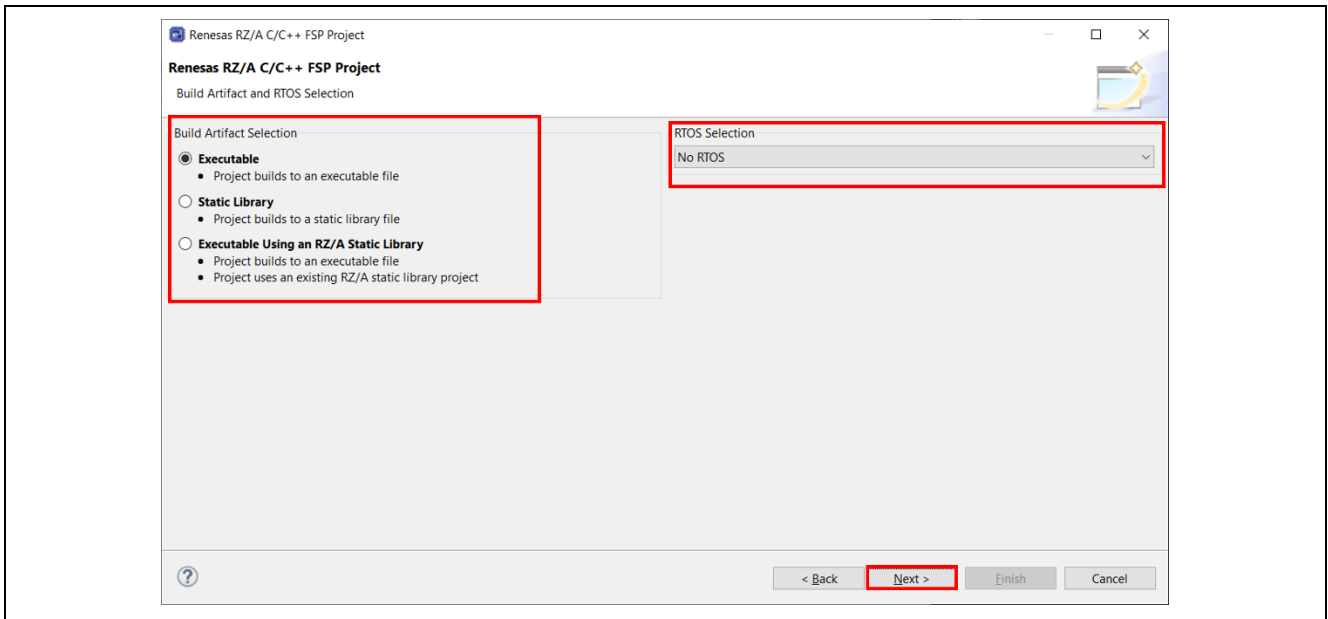 Renesas RZ/A C/C++ FSP Project
Renesas RZ/A C/C++ FSP Project
Build Artifact and RTOS Selection
Build Artifact Selection
Executable
• Project builds to an executable file
Static Library
• Project builds to a static library file
Executable Using an RZ/A Static Library
• Project builds to an executable file
• Project uses an existing RZ/A static library project
RTOS Selection
No RTOS
?
< Back
Next >
Finish
Cancel